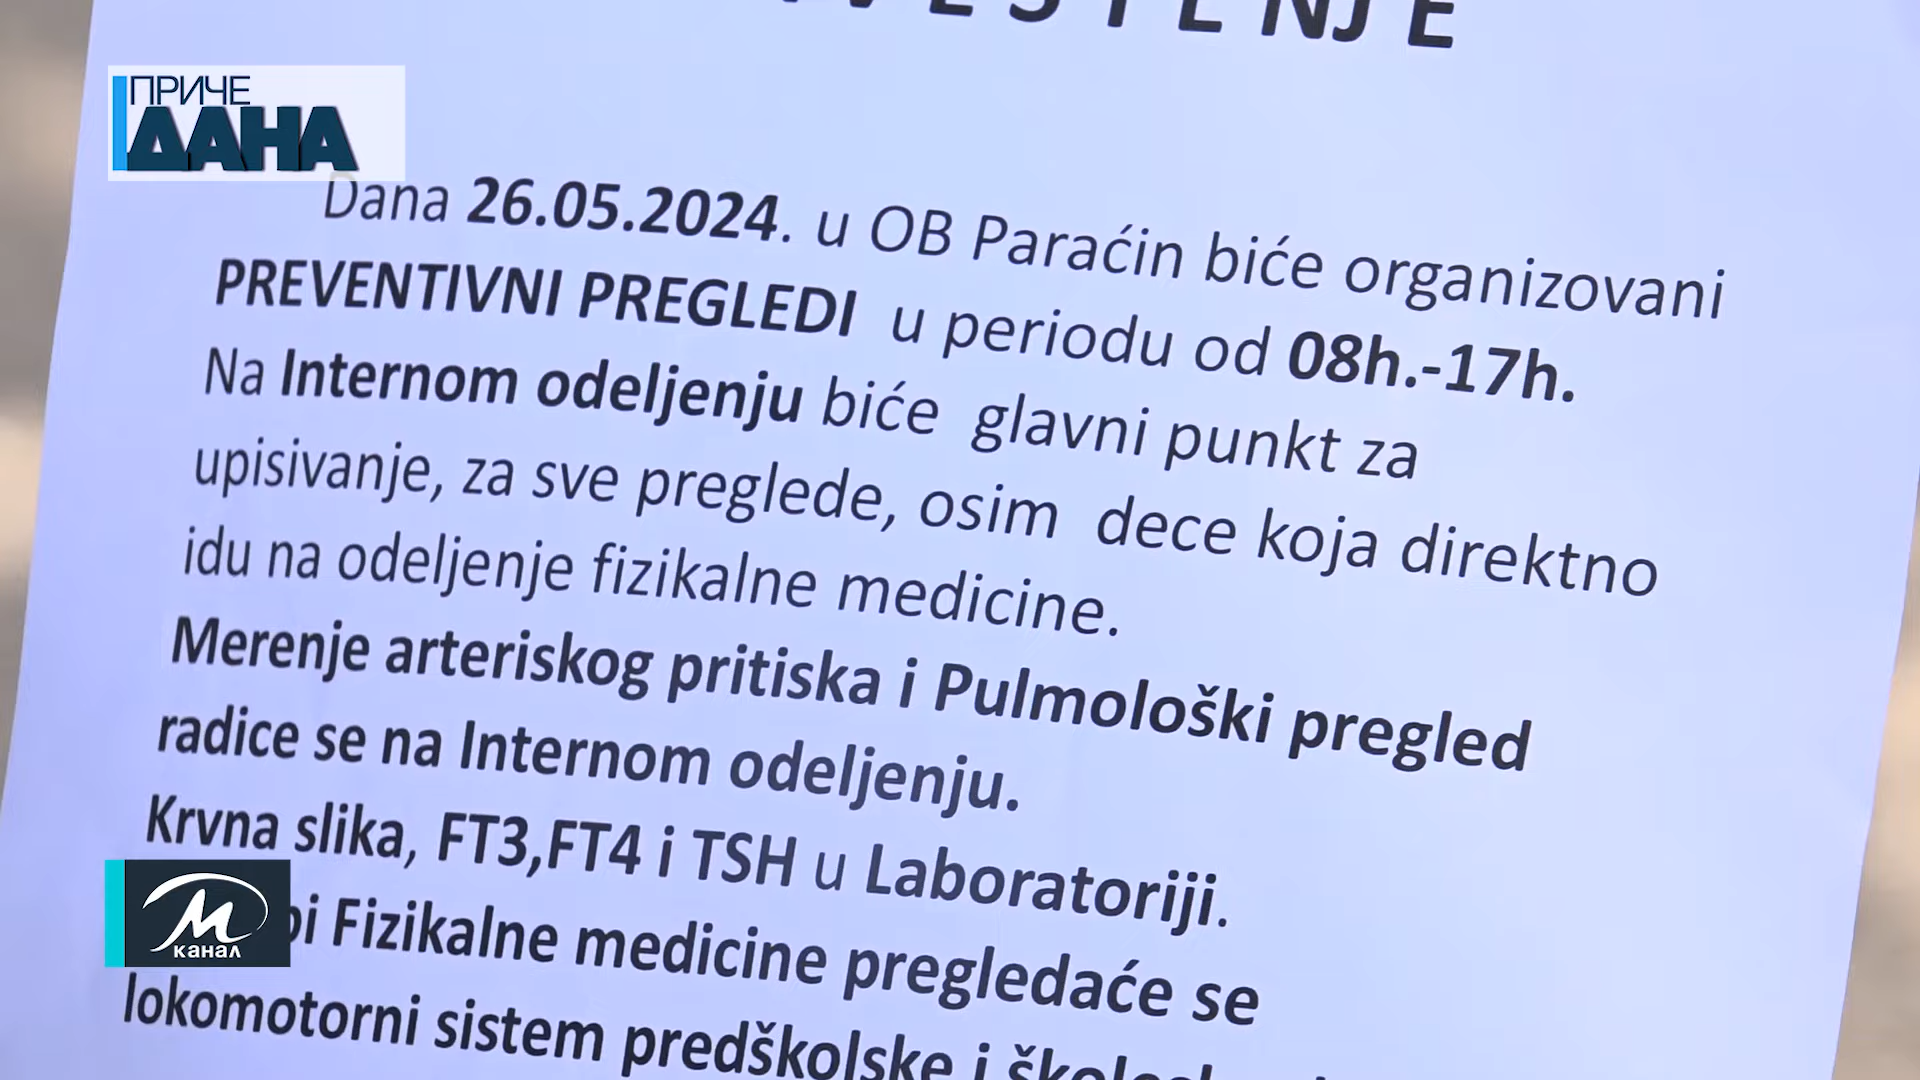 ПРИЧЕ
ДАНА
Dana 26.05.2024. u OB Paraćin biće organizovani
PREVENTIVNI PREGLEDI u periodu od 08h.-17h.
Na Internom odeljenju biće glavni punkt za
upisivanje, za sve preglede, osim dece koja direktno
idu na odeljenje fizikalne medicine.
Merenje arteriskog pritiska i Pulmološki pregled
radice se na Internom odeljenju.
Krvna slika, FT3,FT4 i TSH u Laboratoriji.
Fizikalne medicine pregledaće se
lokomotorni sistem predškolske i
М
канал